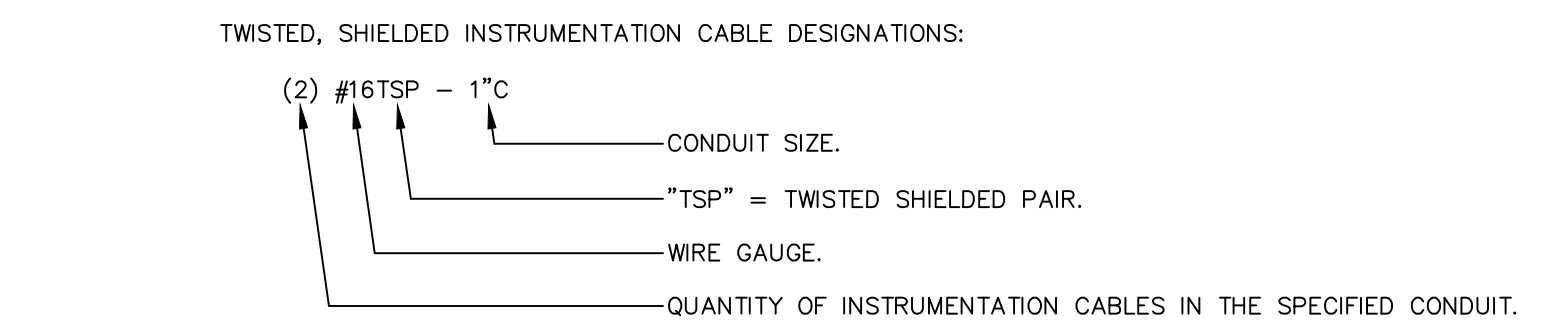 TWISTED, SHIELDED INSTRUMENTATION CABLE DESIGNATIONS:
(2) #16TSP - 1"C
CONDUIT SIZE.
"TSP" = TWISTED SHIELDED PAIR.
WIRE GAUGE.
QUANTITY OF INSTRUMENTATION CABLES IN THE SPECIFIED CONDUIT.